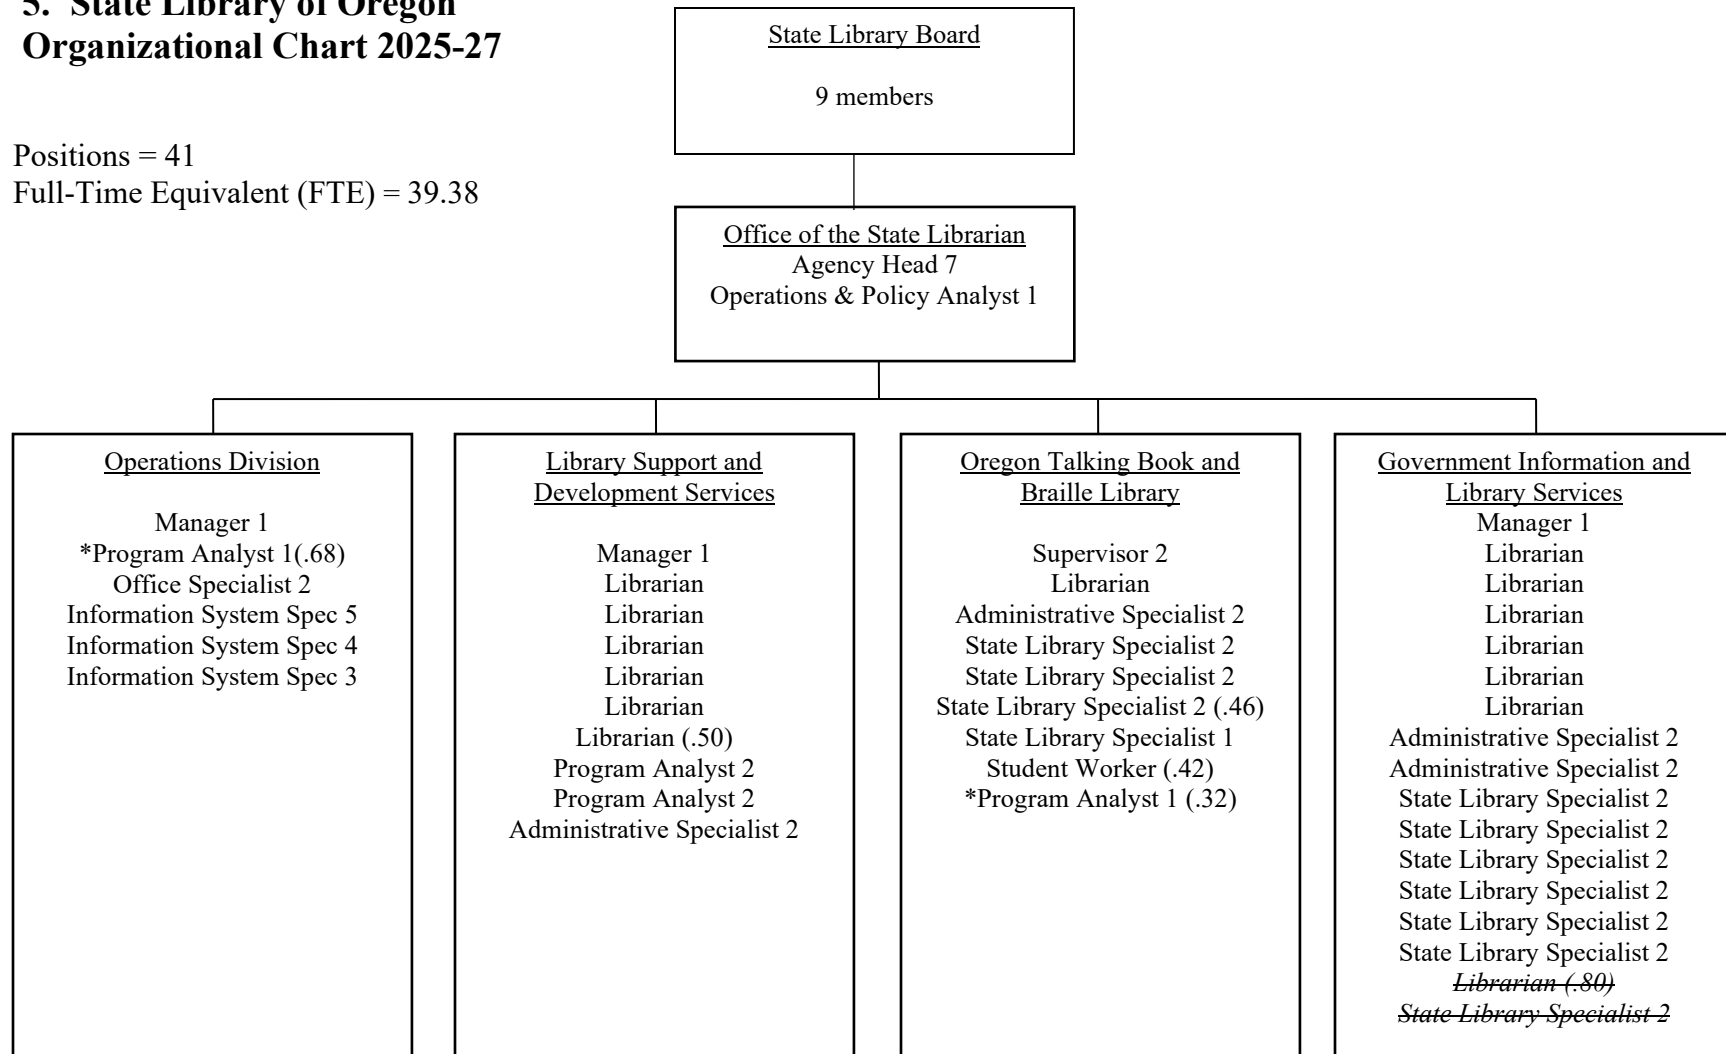 5. State Library of Oregon
Organizational Chart 2025-27
Positions = 41
Full-Time Equivalent (FTE) = 39.38
State Library Board
9 members
Office of the State Librarian
Agency Head 7
Operations & Policy Analyst 1
Operations Division
Manager 1
*Program Analyst 1(.68)
Office Specialist 2
Information System Spec 5
Information System Spec 4
Information System Spec 3
Library Support and
Development Services
Manager 1
Librarian
Librarian
Librarian
Librarian
Librarian
Librarian (.50)
Program Analyst 2
Program Analyst 2
Administrative Specialist 2
Oregon Talking Book and
Braille Library
Supervisor 2
Librarian
Administrative Specialist 2
State Library Specialist 2
State Library Specialist 2
State Library Specialist 2 (.46)
State Library Specialist 1
Student Worker (.42)
*Program Analyst 1 (.32)
Government Information and
Library Services
Manager 1
Librarian
Librarian
Librarian
Librarian
Librarian
Librarian
Administrative Specialist 2
Administrative Specialist 2
State Library Specialist 2
State Library Specialist 2
State Library Specialist 2
State Library Specialist 2
State Library Specialist 2
State Library Specialist 2
Librarian (.80)
State Library Specialist 2